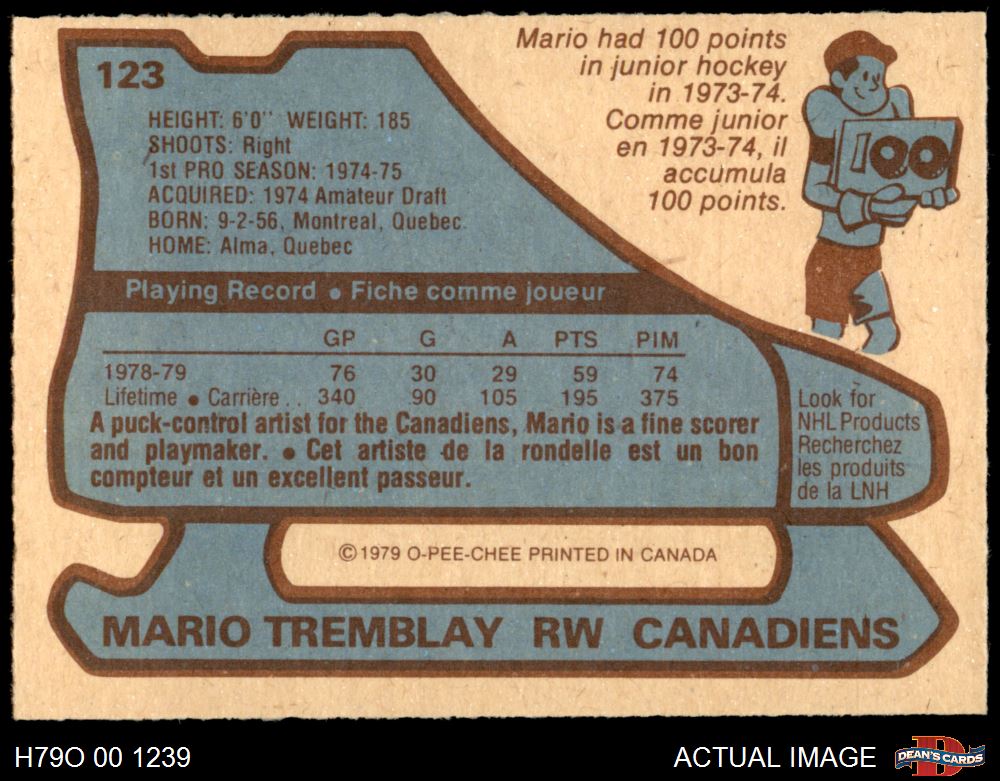 123
HEIGHT: 6'0" WEIGHT: 185
SHOOTS: Right
1st PRO SEASON: 1974-75
ACQUIRED: 1974 Amateur Draft
BORN: 9-2-56, Montreal, Quebec
HOME: Alma, Quebec
Mario had 100 points
in junior hockey
in 1973-74.
Comme junior
en 1973-74, il
accumula
100 points.
100
Playing Record • Fiche comme joueur
GP G A PTS PIM
1978-79 76 30 29 59 74
Lifetime • Carrière . . 340 90 105 195 375
A puck-control artist for the Canadiens, Mario is a fine scorer
and playmaker. • Cet artiste de la rondelle est un bon
compteur et un excellent passeur.
Look for
NHL Products
Recherchez
les produits
de la LNH
©1979 O-PEE-CHEE PRINTED IN CANADA
MARIO TREMBLAY RW CANADIENS
H79O 00 1239
ACTUAL IMAGE
D
DEAN'S CARDS